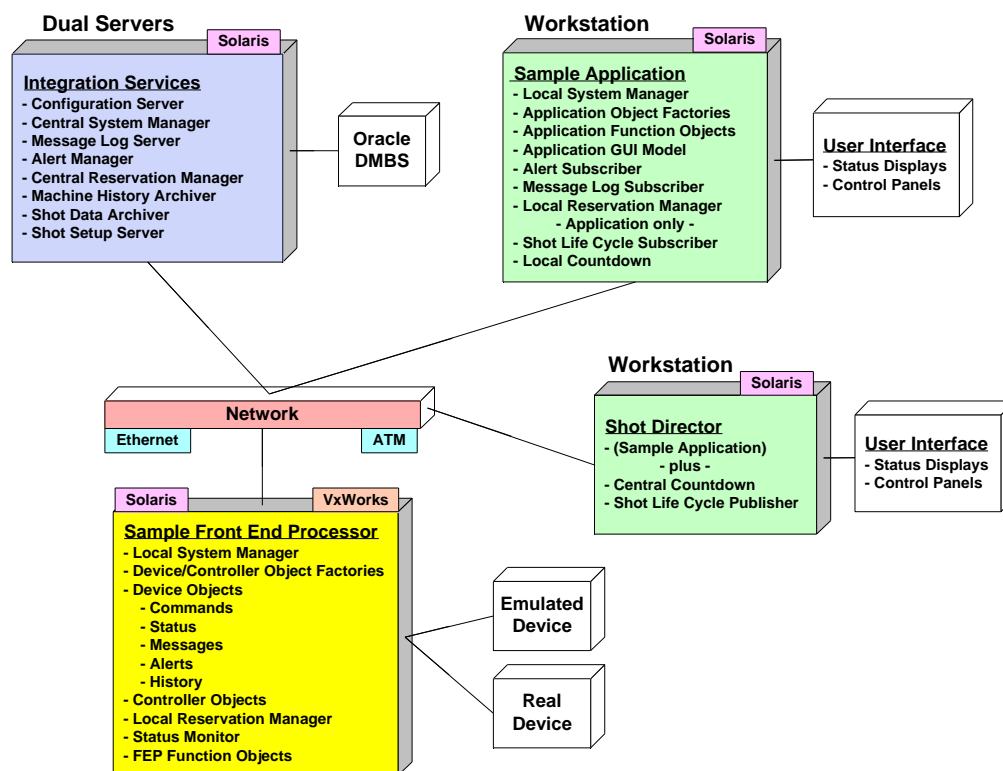 Dual Servers
Solaris
Integration Services
- Configuration Server
- Central System Manager
- Message Log Server
- Alert Manager
- Central Reservation Manager
- Machine History Archiver
- Shot Data Archiver
- Shot Setup Server
Oracle
DMBS
Workstation
Solaris
Sample Application
- Local System Manager
- Application Object Factories
- Application Function Objects
- Application GUI Model
- Alert Subscriber
- Message Log Subscriber
- Local Reservation Manager
- Application only -
- Shot Life Cycle Subscriber
- Local Countdown
User Interface
- Status Displays
- Control Panels
Network
Ethernet
ATM
Workstation
Solaris
Shot Director
- (Sample Application)
- plus -
- Central Countdown
- Shot Life Cycle Publisher
User Interface
- Status Displays
- Control Panels
Solaris
VxWorks
Sample Front End Processor
- Local System Manager
- Device/Controller Object Factories
- Device Objects
- Commands
- Status
- Messages
- Alerts
- History
- Controller Objects
- Local Reservation Manager
- Status Monitor
- FEP Function Objects
Emulated
Device
Real
Device